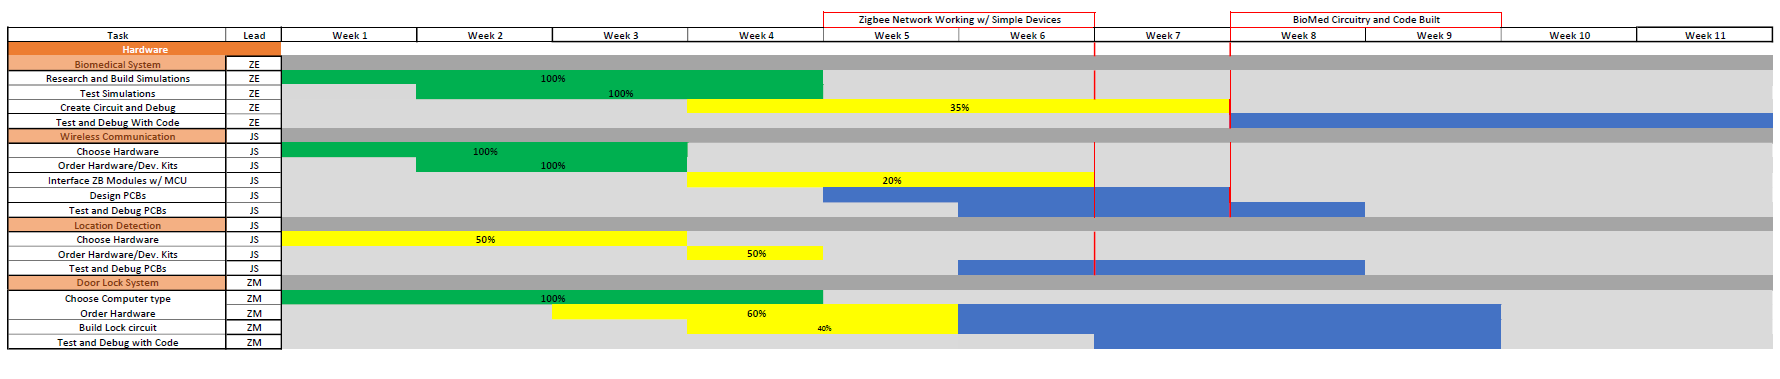 Zigbee Network Working w/ Simple Devices BioMed Circuitry and Code Built
Task Lead Week 1 Week 2 Week 3 Week 4 Week 5 Week 6 Week 7 Week 8 Week 9 Week 10 Week 11
Hardware
Biomedical System ZE
Research and Build Simulations ZE 100%
Test Simulations ZE 100%
Create Circuit and Debug ZE 35%
Test and Debug With Code ZE
Wireless Communication JS
Choose Hardware JS 100%
Order Hardware/Dev. Kits JS 100%
Interface ZB Modules w/ MCU JS 20%
Design PCBs JS
Test and Debug PCBs JS
Location Detection JS
Choose Hardware JS 50%
Order Hardware/Dev. Kits JS 50%
Test and Debug PCBs JS
Door Lock System ZM
Choose Computer type ZM 100%
Order Hardware ZM 60%
Build Lock circuit ZM 40%
Test and Debug with Code ZM